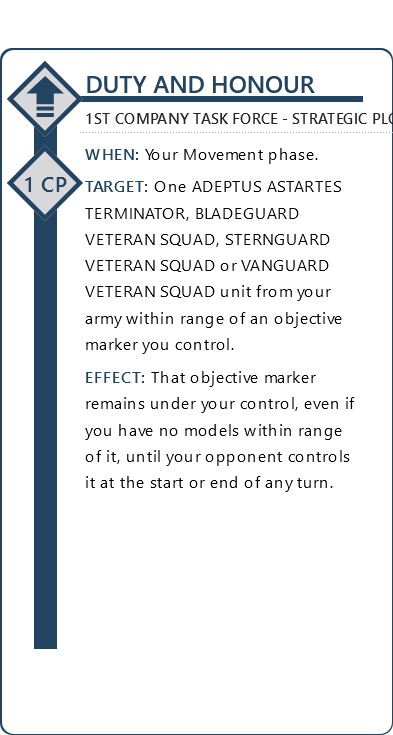 DUTY AND HONOUR
1ST COMPANY TASK FORCE - STRATEGIC
WHEN: Your Movement phase.
1 CP
TARGET: One ADEPTUS ASTARTES
TERMINATOR, BLADEGUARD
VETERAN SQUAD, STERNGUARD
VETERAN SQUAD or VANGUARD
VETERAN SQUAD unit from your
army within range of an objective
marker you control.
EFFECT: That objective marker
remains under your control, even if
you have no models within range
of it, until your opponent controls
it at the start or end of any turn.